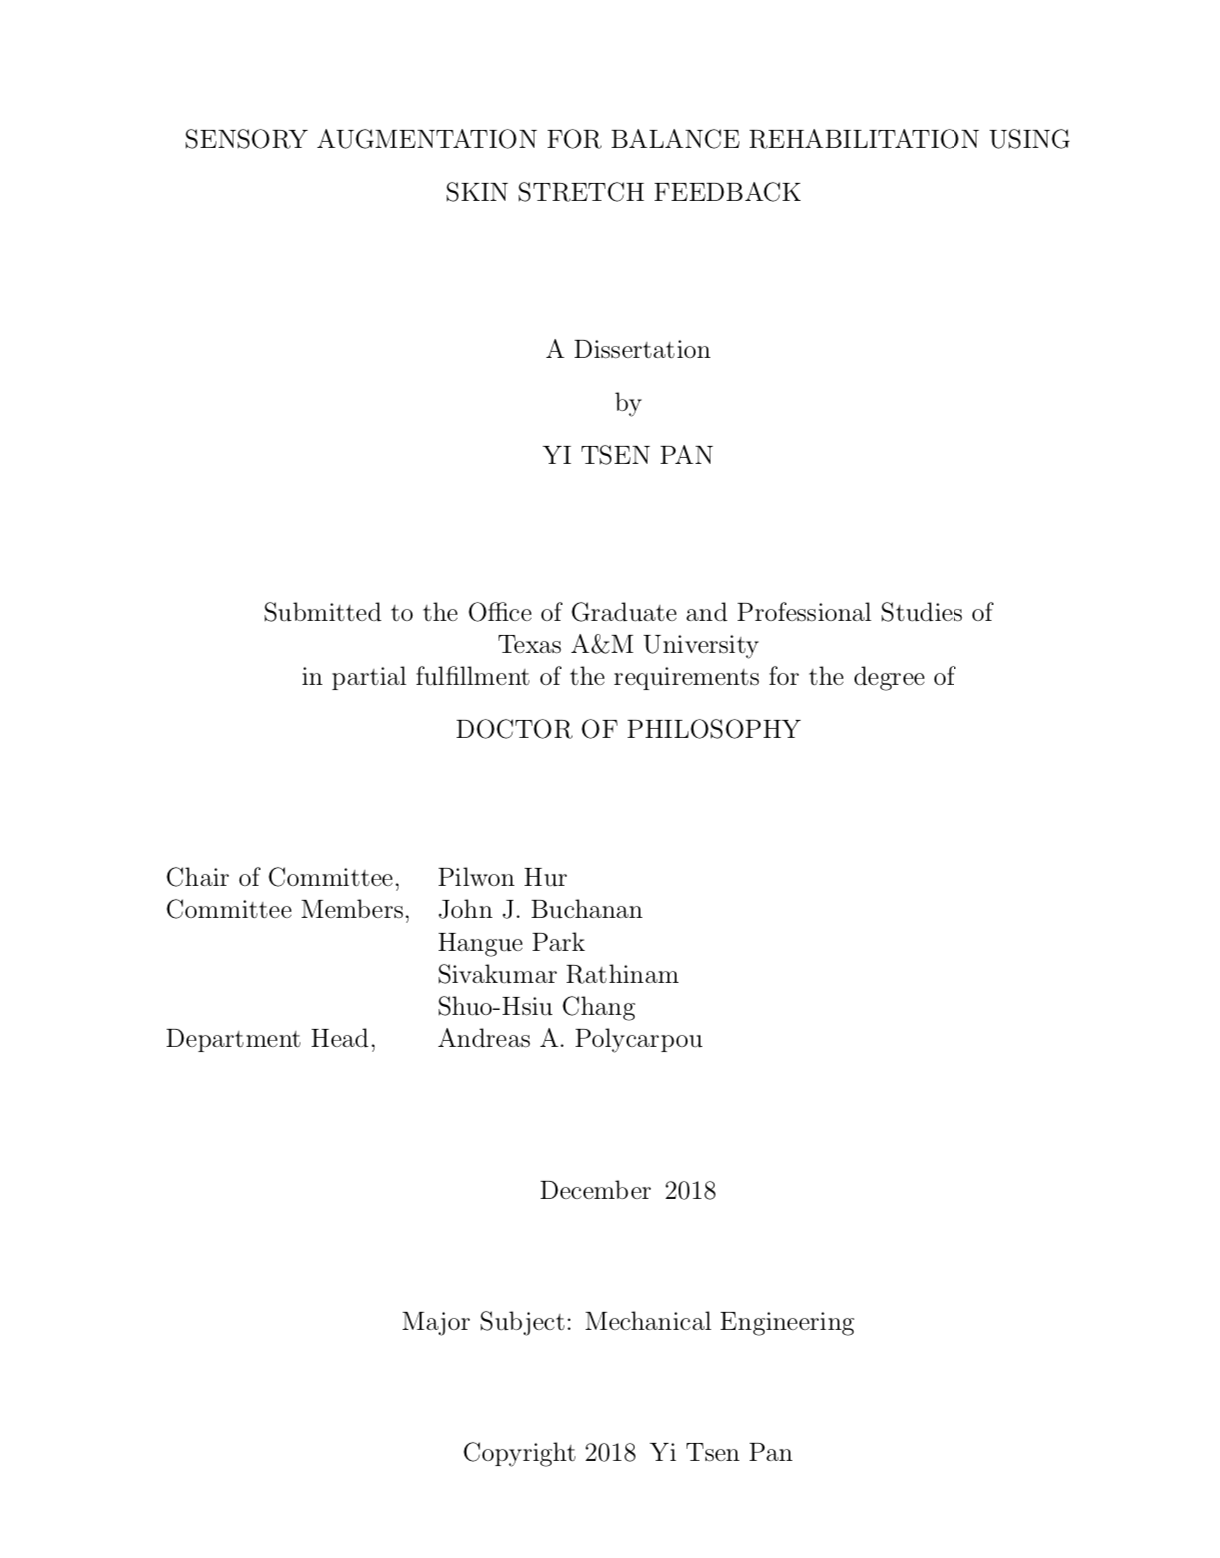 SENSORY AUGMENTATION FOR BALANCE REHABILITATION USING
SKIN STRETCH FEEDBACK
A Dissertation
by
YI TSEN PAN
Submitted to the Office of Graduate and Professional Studies of
Texas A&M University
in partial fulfillment of the requirements for the degree of
DOCTOR OF PHILOSOPHY
Chair of Committee, Pilwon Hur
Committee Members, John J. Buchanan
Hangue Park
Sivakumar Rathinam
Shuo-Hsiu Chang
Department Head, Andreas A. Polycarpou
December 2018
Major Subject: Mechanical Engineering
Copyright 2018 Yi Tsen Pan